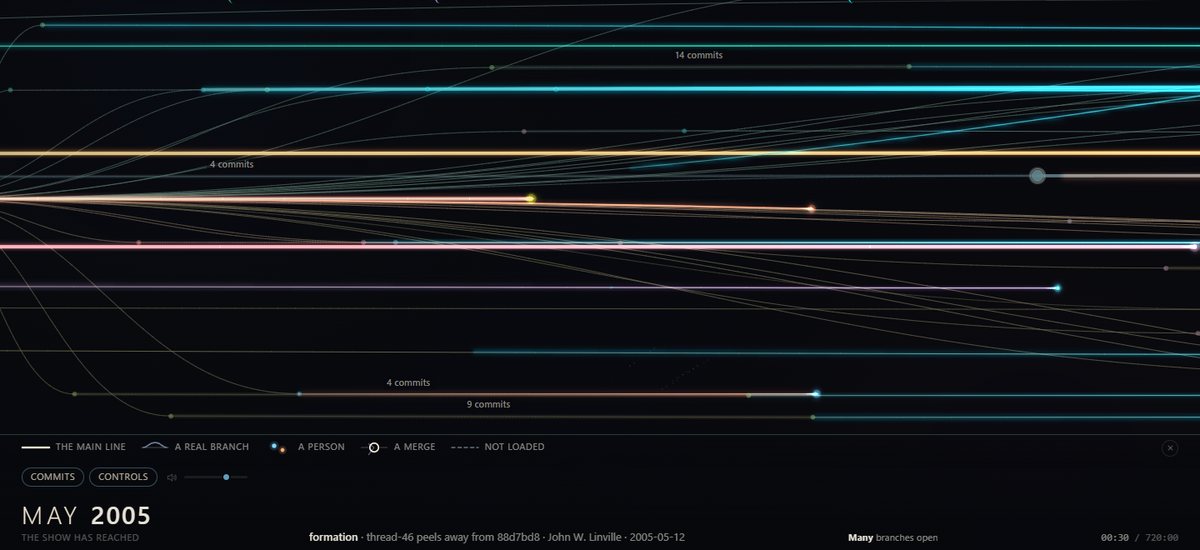 14 commits
4 commits
4 commits
9 commits
THE MAIN LINE A REAL BRANCH A PERSON A MERGE NOT LOADED
COMMITS CONTROLS
MAY 2005
THE SHOW HAS REACHED
formation · thread-46 peels away from 88d7bd8 · John W. Linville · 2005-05-12
Many branches open
00:30 / 720:00